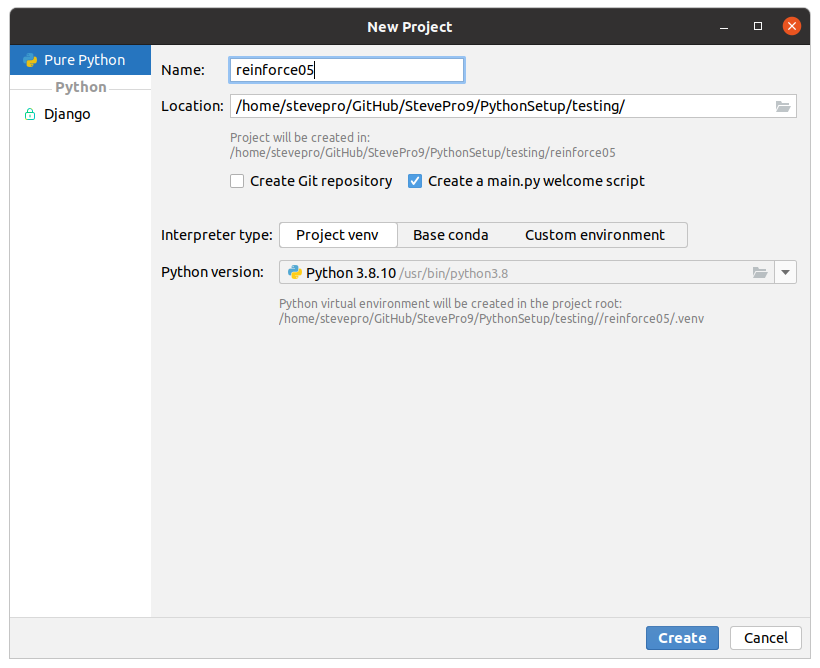 New Project
Pure Python
Python
Django
Name: reinforce05
Location: /home/stevepro/GitHub/StevePro9/PythonSetup/testing/
Project will be created in:
/home/stevepro/GitHub/StevePro9/PythonSetup/testing/reinforce05
Create Git repository Create a main.py welcome script
Interpreter type: Project venv Base conda Custom environment
Python version: Python 3.8.10 /usr/bin/python3.8
Python virtual environment will be created in the project root:
/home/stevepro/GitHub/StevePro9/PythonSetup/testing//reinforce05/.venv
Create Cancel